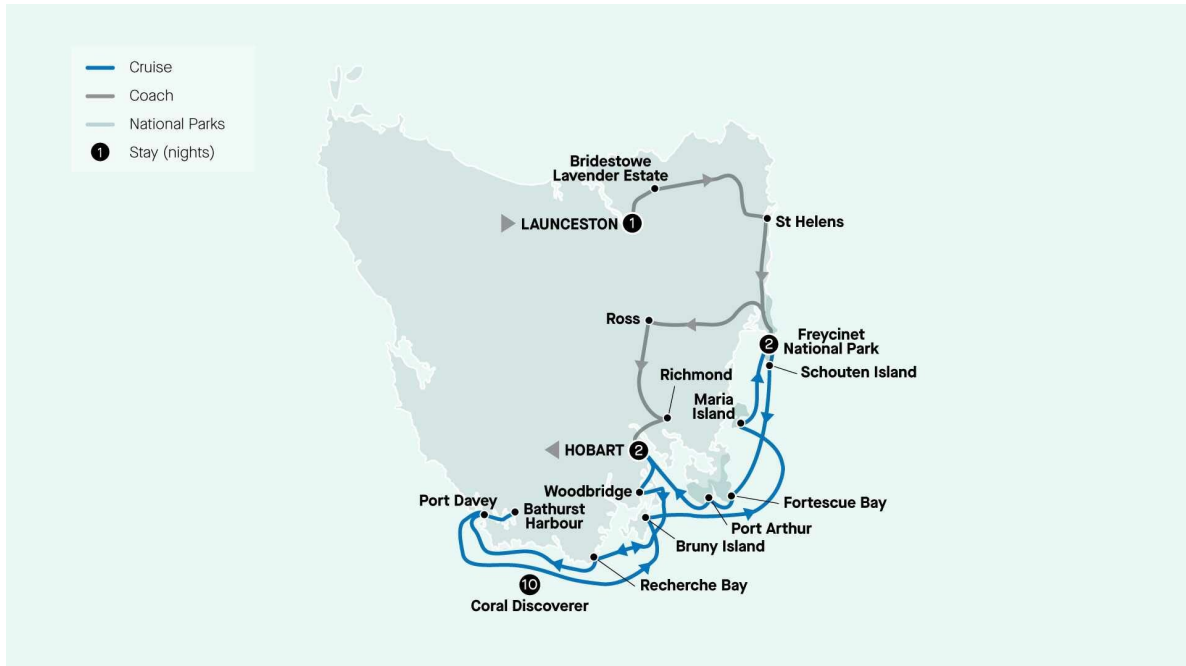 Cruise
Coach
National Parks
1 Stay (nights)
Bridestowe
Lavender Estate
LAUNCESTON 1
St Helens
Ross
2 Freycinet
National Park
Schouten Island
Richmond
Maria
Island
HOBART 2
Woodbridge
Fortescue Bay
Port Davey
Bathurst
Harbour
Port Arthur
Bruny Island
Recherche Bay
10
Coral Discoverer